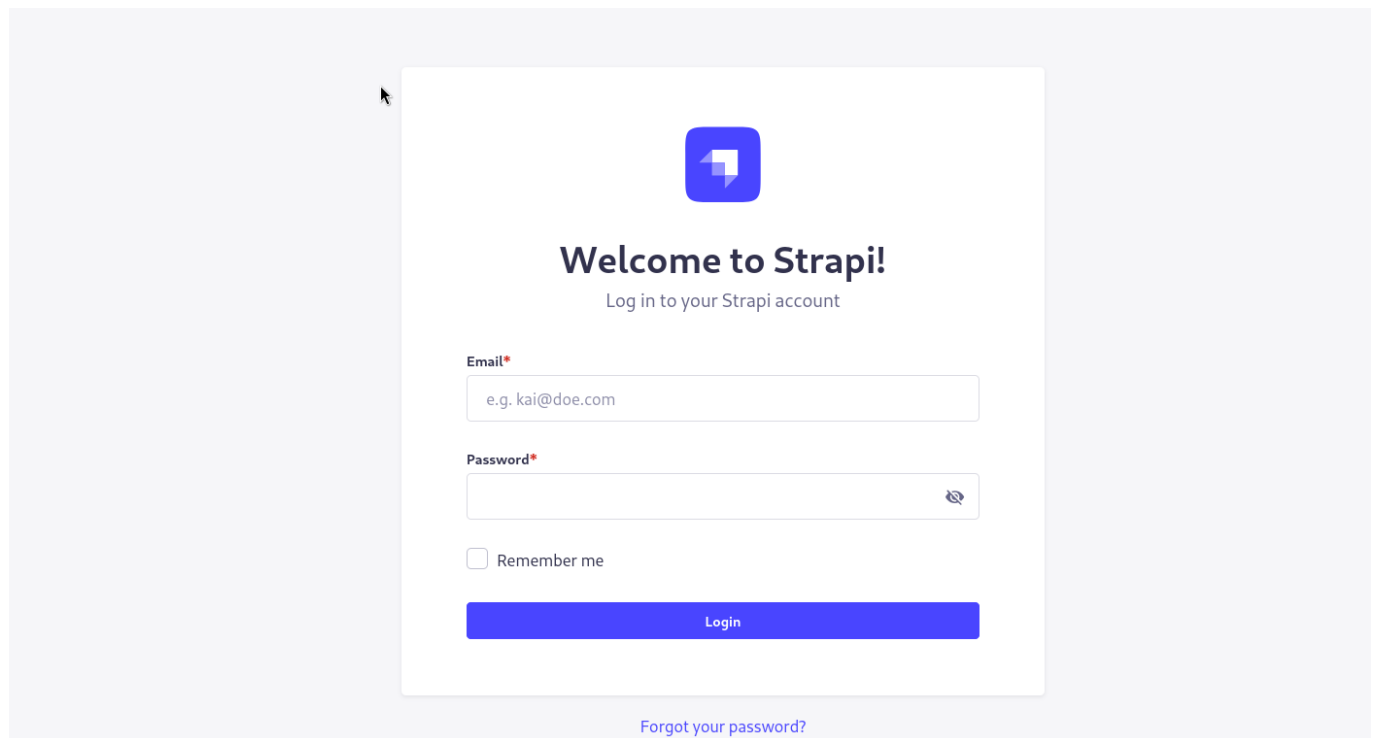 Welcome to Strapi!
Log in to your Strapi account
Email*
e.g. kai@doe.com
Password*
Remember me
Login
Forgot your password?